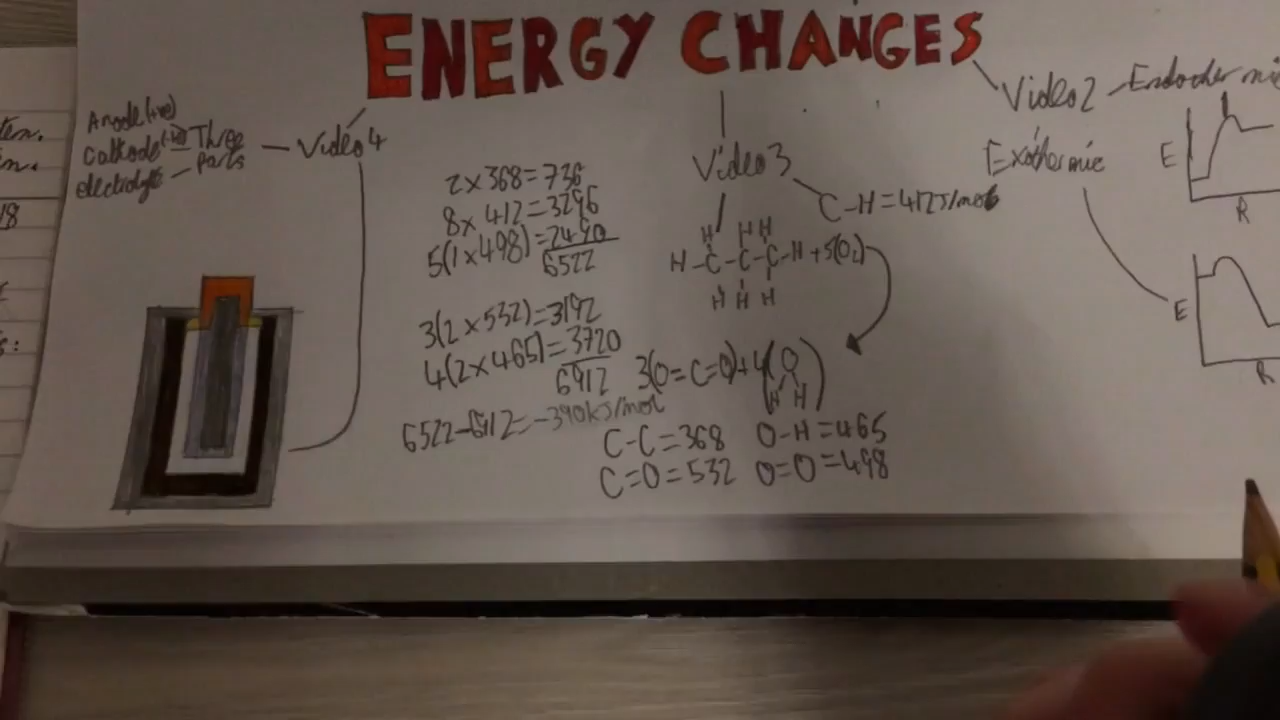 ENERGY CHANGES
Anode (+ve)
Cathode (-ve)
electrolyte
Three
parts
Video 4
2 x 368 = 736
8 x 412 = 3296
5(1 x 498) = 2490
6522
3(2 x 532) = 3192
4(2 x 465) = 3720
6912
6522 - 6912 = -390 kJ/mol
Video 3
C-H = 412 J/mol
H H H
H-C-C-C-H + 5(O2)
H H H
3(O=C=O) + 4(O
H H)
C-C = 368 O-H = 465
C=O = 532 O=O = 498
Video 2
Exothermic
E
R
E
R